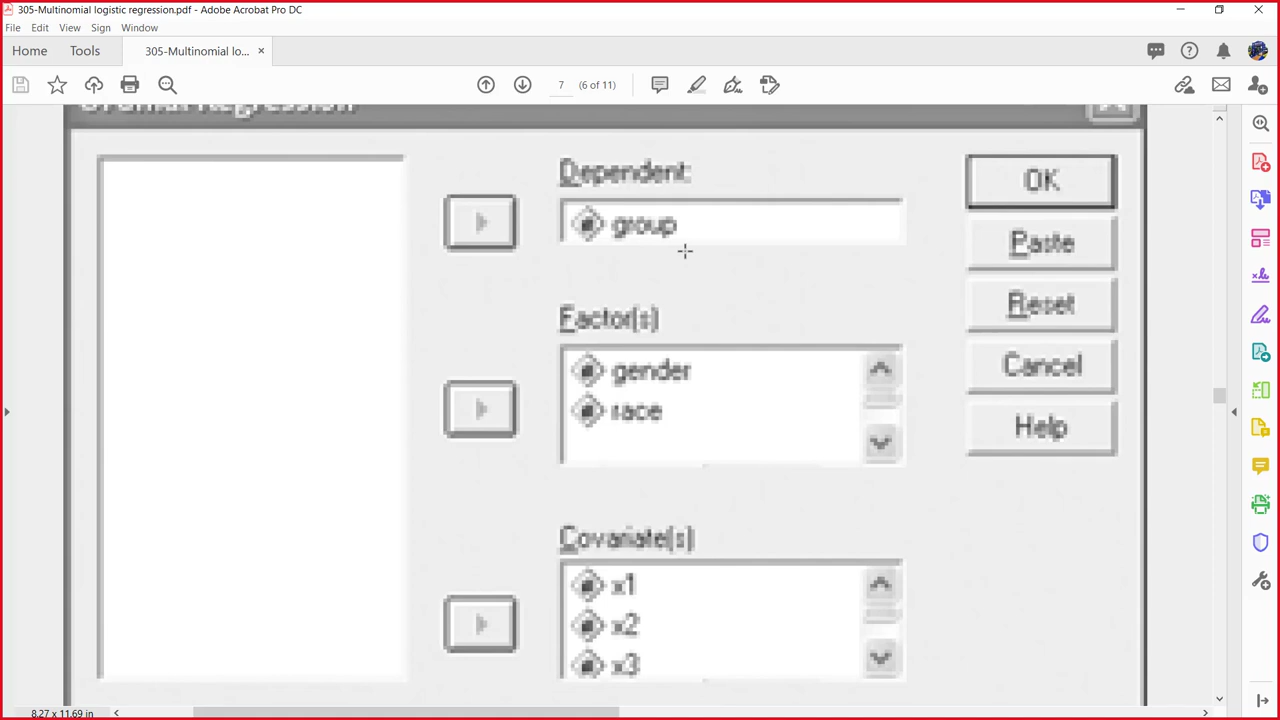 305-Multinomial logistic regression.pdf - Adobe Acrobat Pro DC
File Edit View Sign Window
Home Tools 305-Multinomial lo... ×
7 (6 of 11)
Ordinal Regression
Dependent:
group
Factor(s)
gender
race
Covariate(s)
x1
x2
x3
OK
Paste
Reset
Cancel
Help
8.27 x 11.69 in